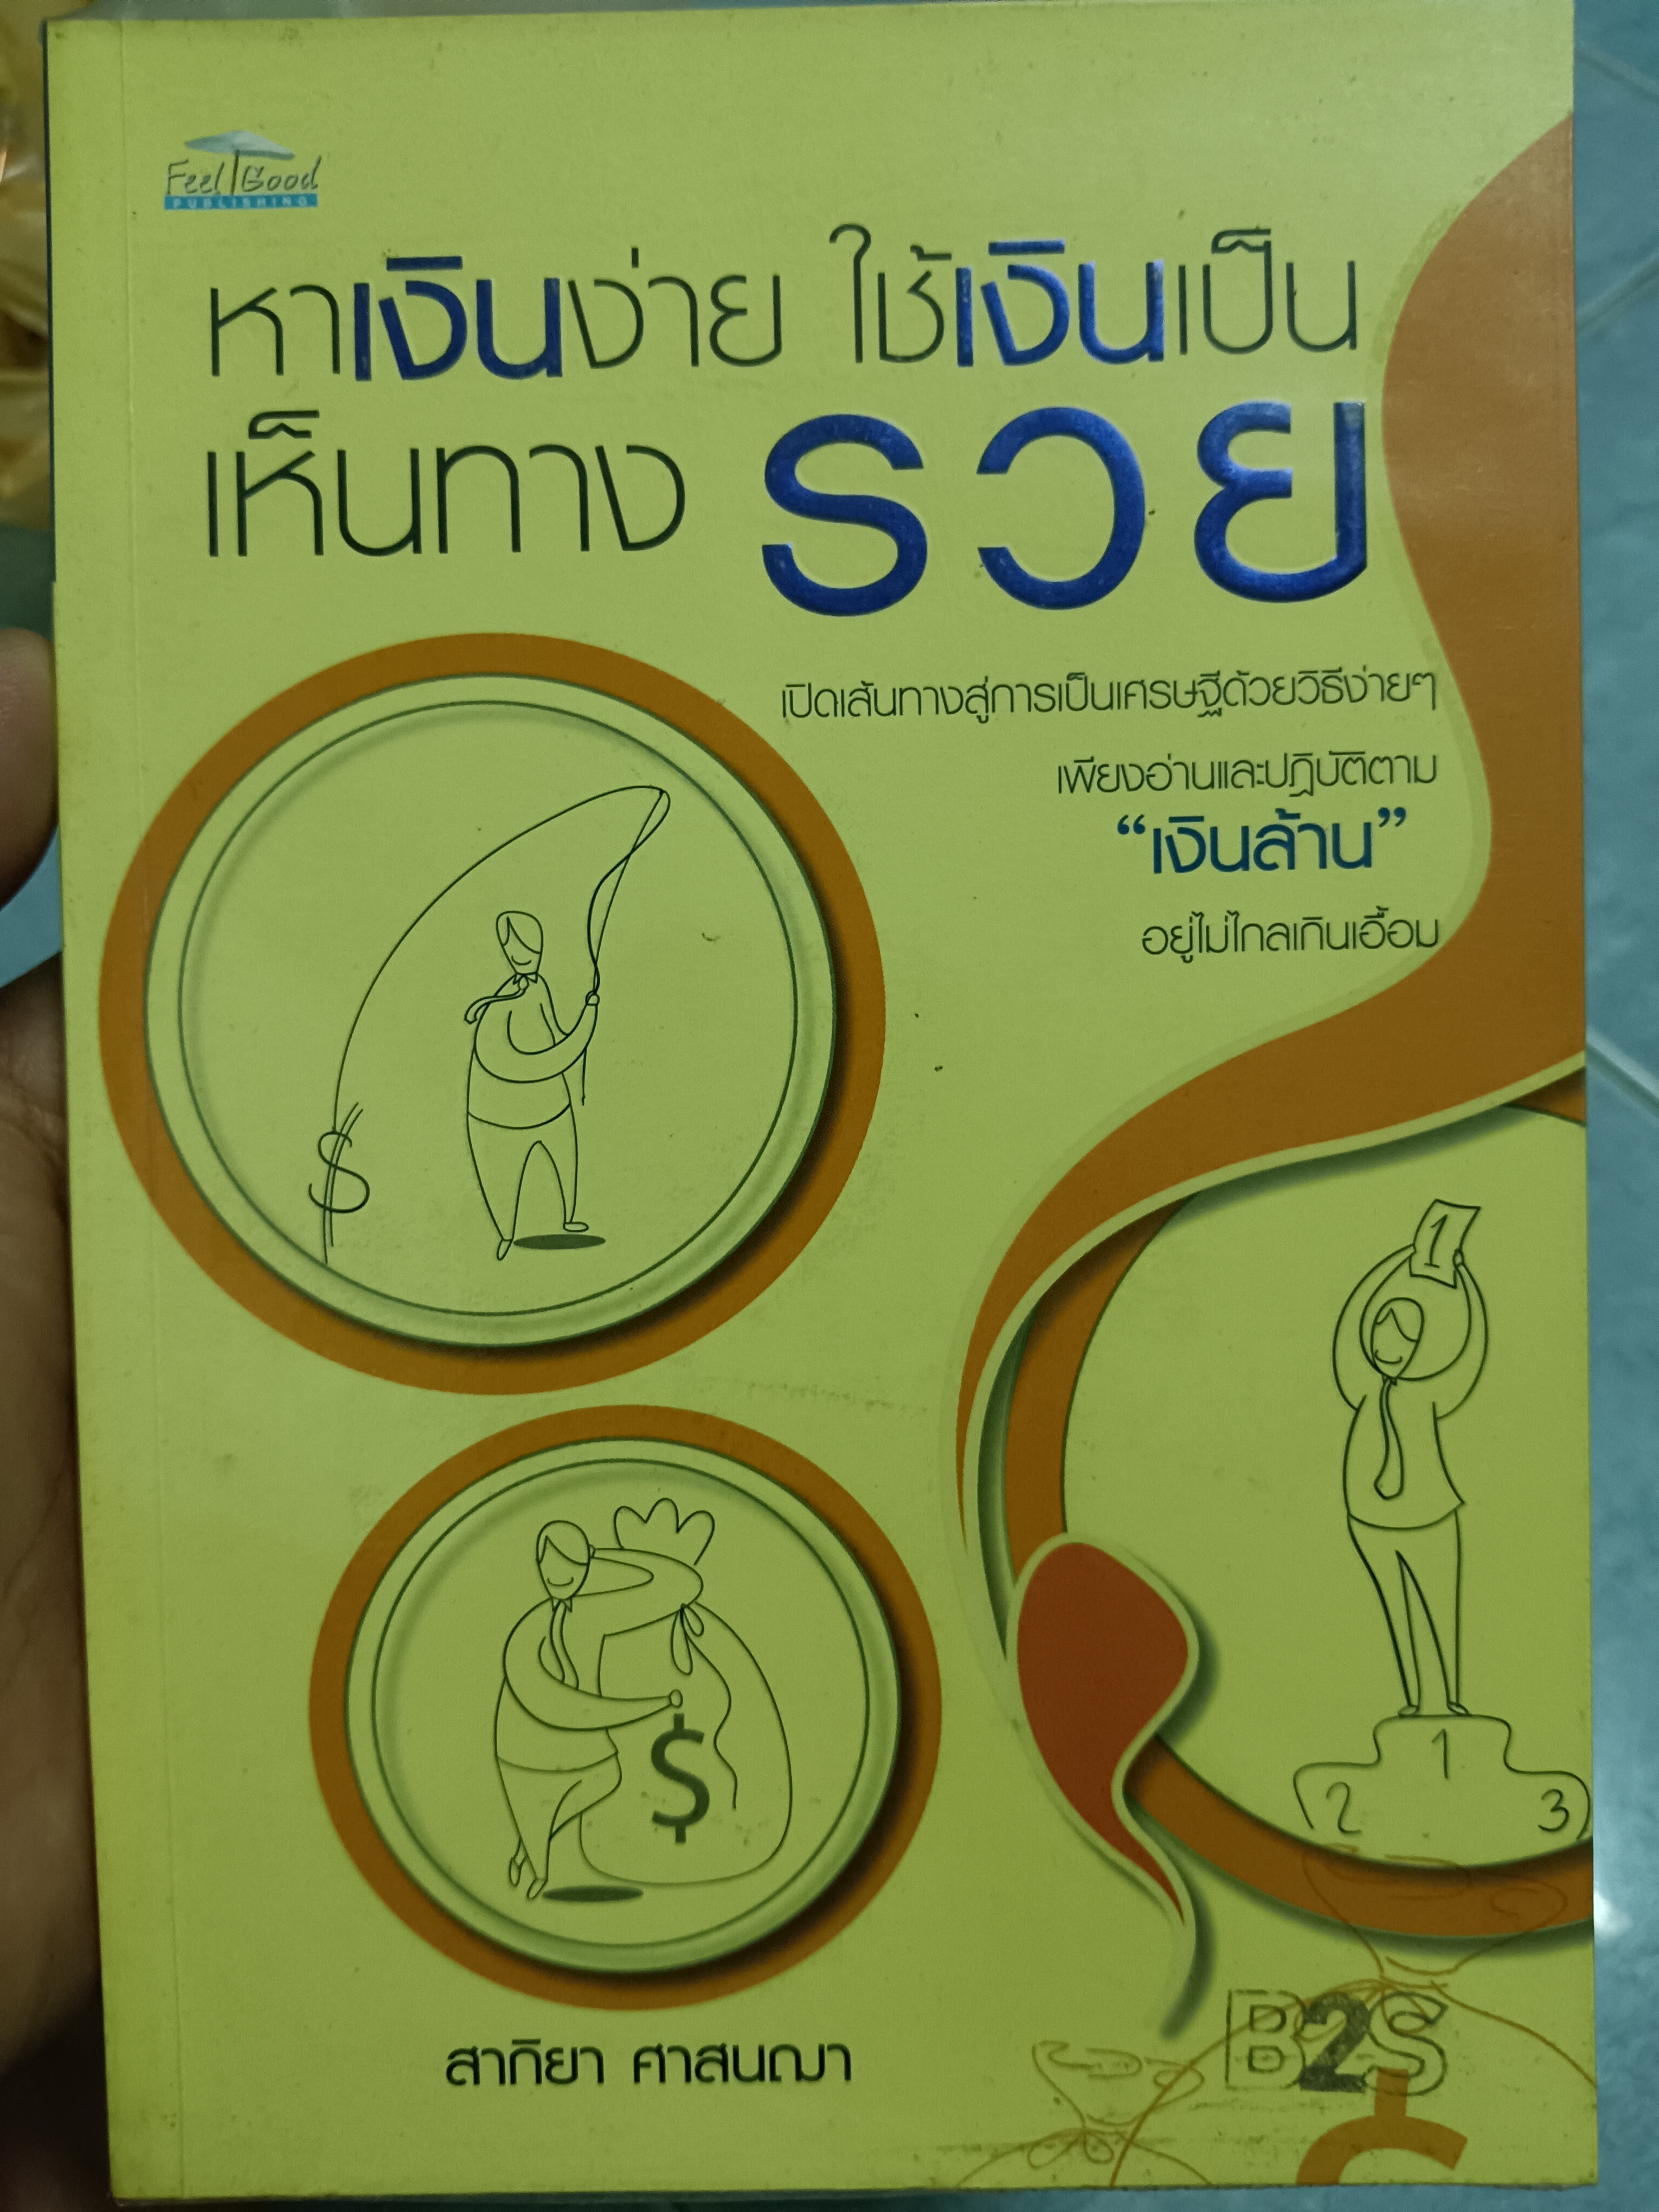 Feel Good
PUBLISHING
หาเงินง่าย ใช้เงินเป็น
เห็นทาง รวย
เปิดเส้นทางสู่การเป็นเศรษฐีด้วยวิธีง่ายๆ
เพียงอ่านและปฏิบัติตาม
“เงินล้าน”
อยู่ไม่ไกลเกินเอื้อม
$
1
$
1
2 3
สากิยา ศาสนฌา
B2S
$